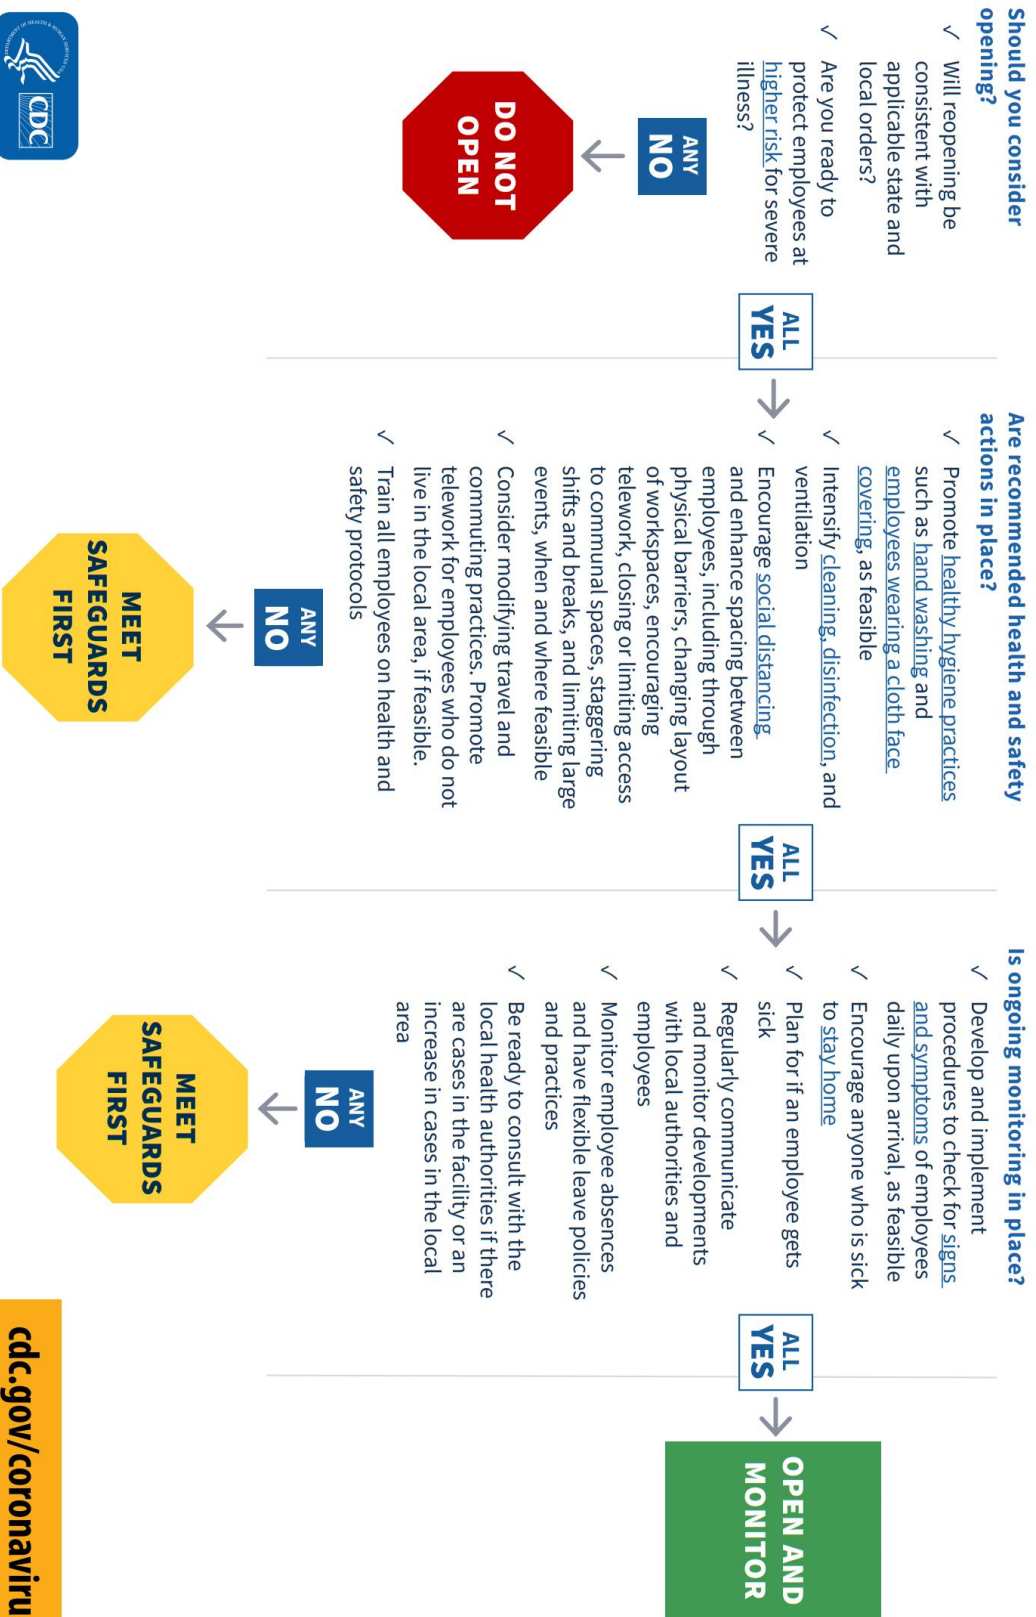 Should you consider
opening?
✓ Will reopening be
consistent with
applicable state and
local orders?
✓ Are you ready to
protect employees at
higher risk for severe
illness?
ANY
NO
DO NOT
OPEN
ALL
YES
Are recommended health and safety
actions in place?
✓ Promote healthy hygiene practices
such as hand washing and
employees wearing a cloth face
covering, as feasible
✓ Intensify cleaning, disinfection, and
ventilation
✓ Encourage social distancing
and enhance spacing between
employees, including through
physical barriers, changing layout
of workspaces, encouraging
telework, closing or limiting access
to communal spaces, staggering
shifts and breaks, and limiting large
events, when and where feasible
✓ Consider modifying travel and
commuting practices. Promote
telework for employees who do not
live in the local area, if feasible.
✓ Train all employees on health and
safety protocols
ANY
NO
MEET
SAFEGUARDS
FIRST
ALL
YES
Is ongoing monitoring in place?
✓ Develop and implement
procedures to check for signs
and symptoms of employees
daily upon arrival, as feasible
✓ Encourage anyone who is sick
to stay home
✓ Plan for if an employee gets
sick
✓ Regularly communicate
and monitor developments
with local authorities and
employees
✓ Monitor employee absences
and have flexible leave policies
and practices
✓ Be ready to consult with the
local health authorities if there
are cases in the facility or an
increase in cases in the local
area
ANY
NO
MEET
SAFEGUARDS
FIRST
ALL
YES
OPEN AND
MONITOR
CDC
cdc.gov/coronaviru